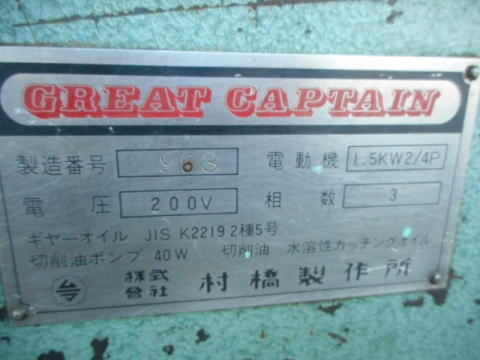 GREAT CAPTAIN
製造番号 963 電動機 1.5KW2/4P
電圧 200V 相数 3
ギヤーオイル JIS K2219 2種5号
切削油ポンプ 40W 切削油 水溶性カッチングオイル
株式會社 村橋製作所